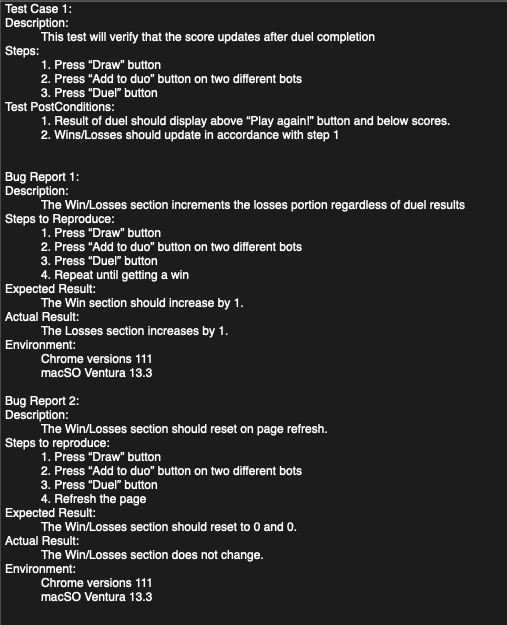 Test Case 1:
Description:
This test will verify that the score updates after duel completion
Steps:
1. Press “Draw” button
2. Press “Add to duo” button on two different bots
3. Press “Duel” button
Test PostConditions:
1. Result of duel should display above “Play again!” button and below scores.
2. Wins/Losses should update in accordance with step 1
Bug Report 1:
Description:
The Win/Losses section increments the losses portion regardless of duel results
Steps to Reproduce:
1. Press “Draw” button
2. Press “Add to duo” button on two different bots
3. Press “Duel” button
4. Repeat until getting a win
Expected Result:
The Win section should increase by 1.
Actual Result:
The Losses section increases by 1.
Environment:
Chrome versions 111
macSO Ventura 13.3
Bug Report 2:
Description:
The Win/Losses section should reset on page refresh.
Steps to reproduce:
1. Press “Draw” button
2. Press “Add to duo” button on two different bots
3. Press “Duel” button
4. Refresh the page
Expected Result:
The Win/Losses section should reset to 0 and 0.
Actual Result:
The Win/Losses section does not change.
Environment:
Chrome versions 111
macSO Ventura 13.3